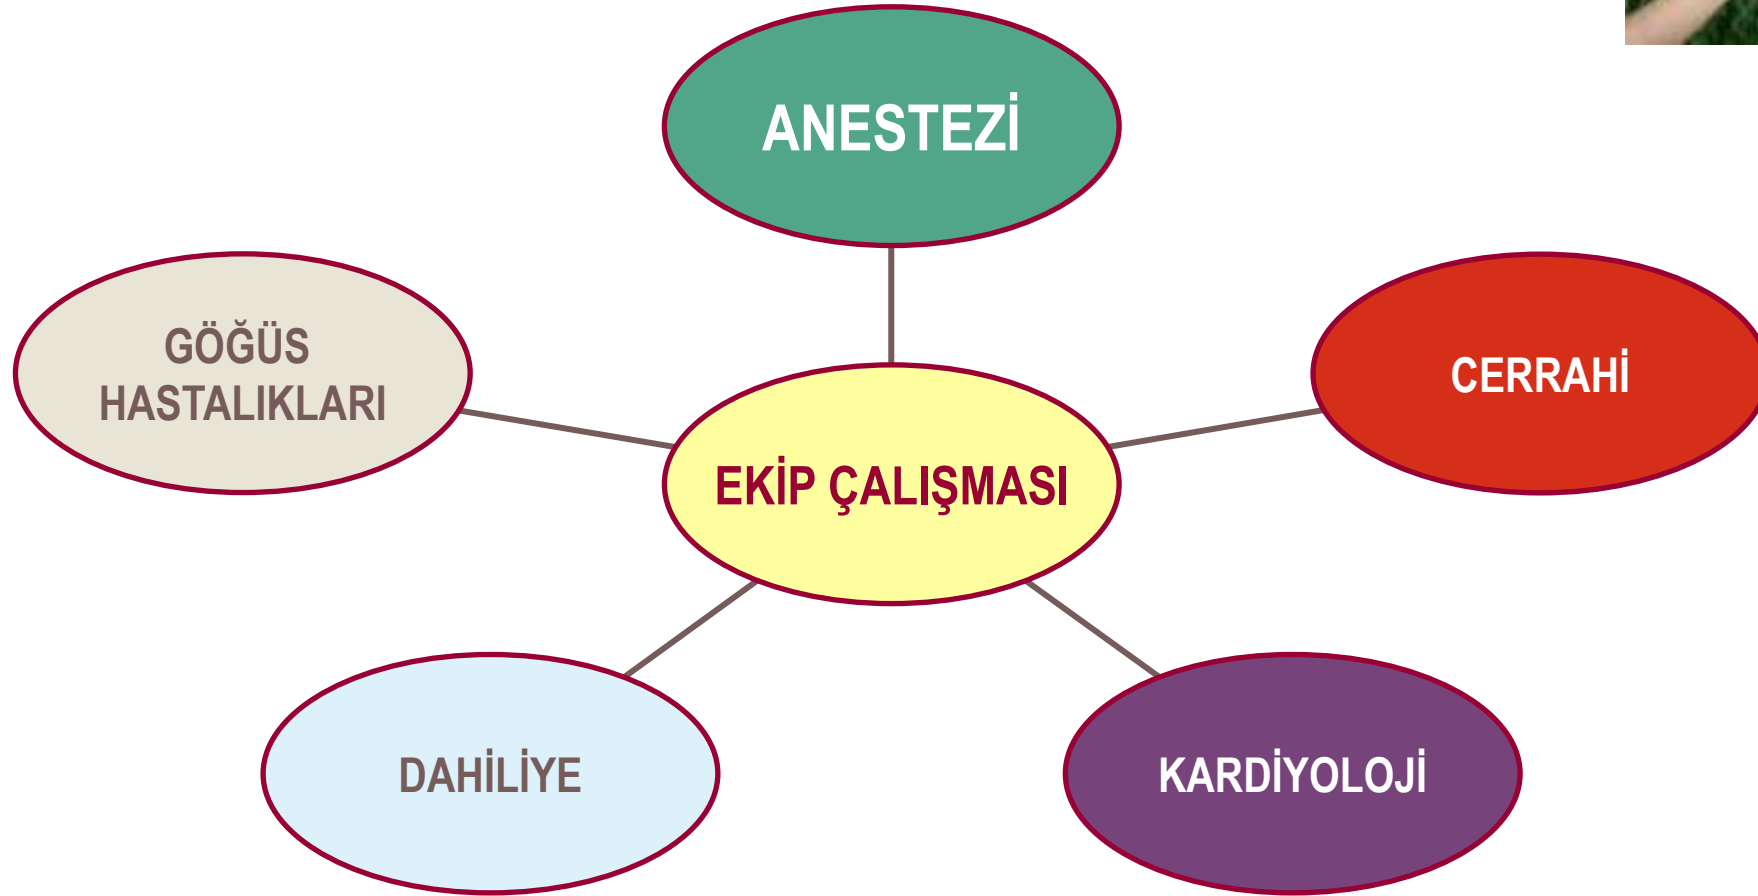 ANESTEZİ
GÖĞÜS
HASTALIKLARI
CERRAHİ
EKİP ÇALIŞMASI
DAHİLİYE
KARDİYOLOJİ